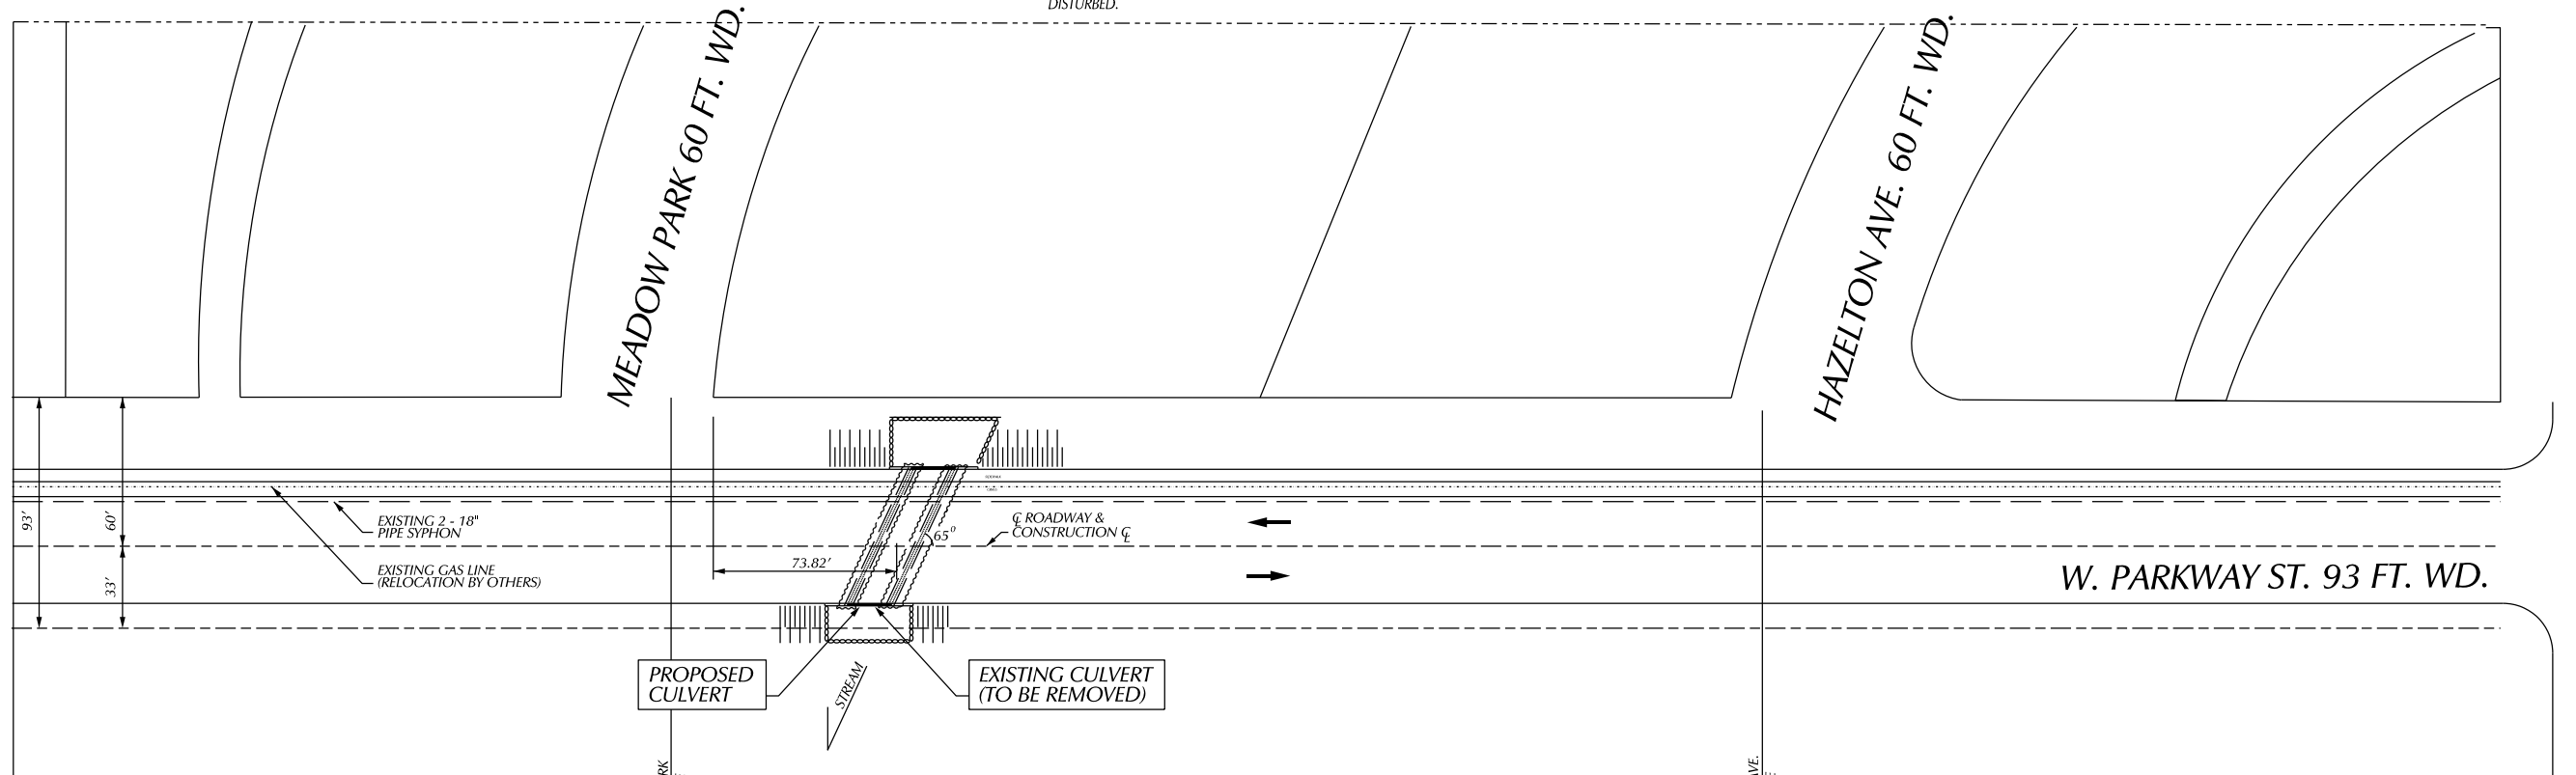 DISTURBED.
MEADOW PARK 60 FT. WD.
HAZELTON AVE. 60 FT. WD.
93'
60'
33'
EXISTING 2 - 18"
PIPE SYPHON
EXISTING GAS LINE
(RELOCATION BY OTHERS)
73.82'
65°
℄ ROADWAY &
CONSTRUCTION ℄
W. PARKWAY ST. 93 FT. WD.
PROPOSED
CULVERT
STREAM
EXISTING CULVERT
(TO BE REMOVED)
RK
VE.